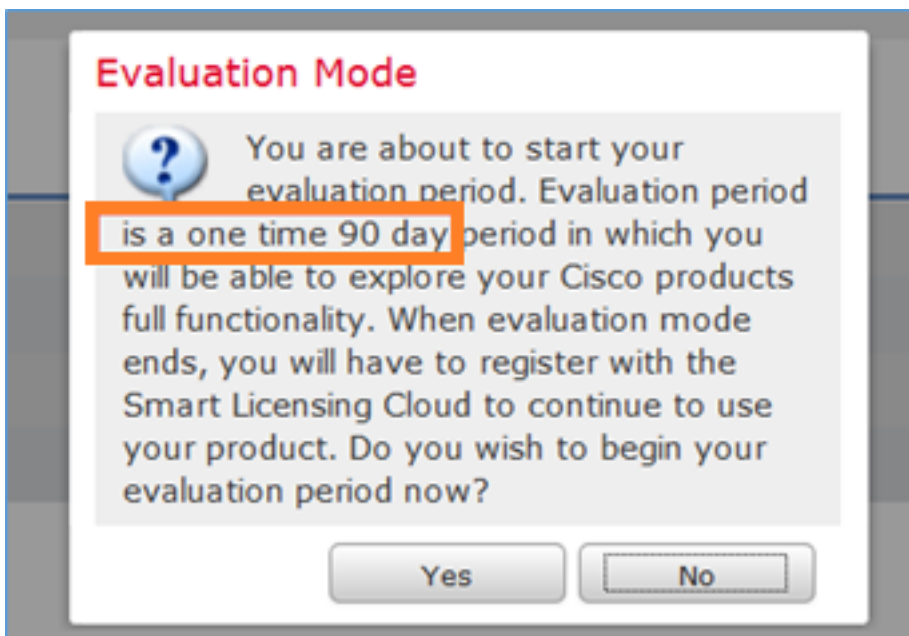 Evaluation Mode
?
You are about to start your
evaluation period. Evaluation period
is a one time 90 day period in which you
will be able to explore your Cisco products
full functionality. When evaluation mode
ends, you will have to register with the
Smart Licensing Cloud to continue to use
your product. Do you wish to begin your
evaluation period now?
Yes No